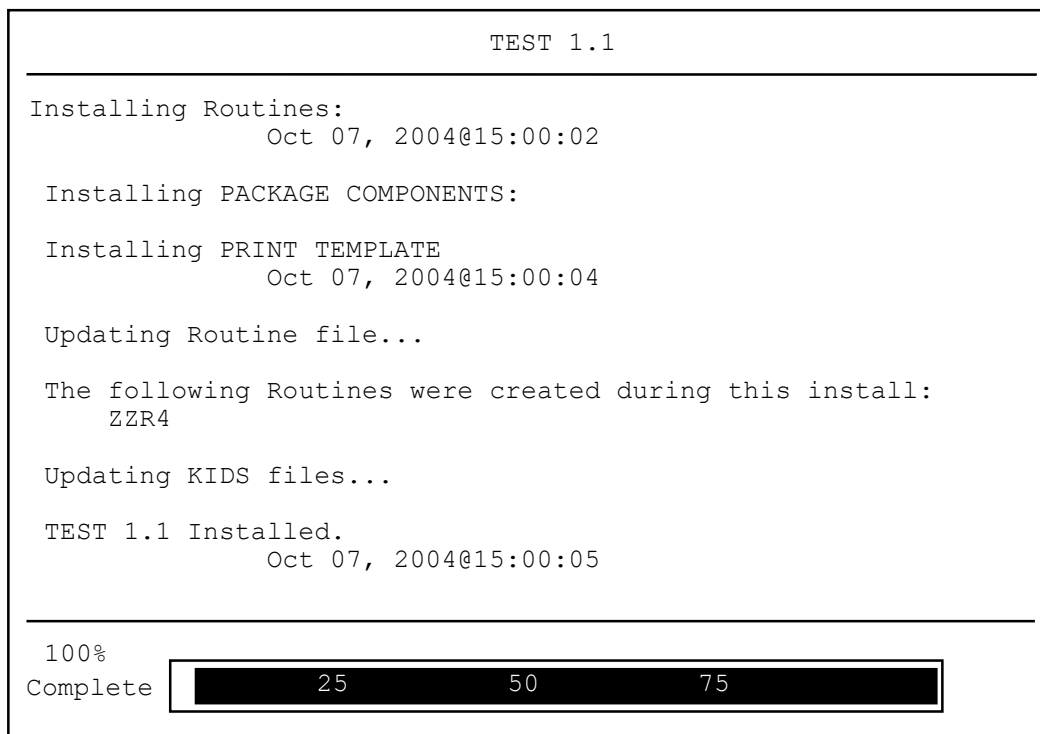 TEST 1.1
Installing Routines:
Oct 07, 2004@15:00:02
Installing PACKAGE COMPONENTS:
Installing PRINT TEMPLATE
Oct 07, 2004@15:00:04
Updating Routine file...
The following Routines were created during this install:
ZZR4
Updating KIDS files...
TEST 1.1 Installed.
Oct 07, 2004@15:00:05
100%
Complete 25 50 75